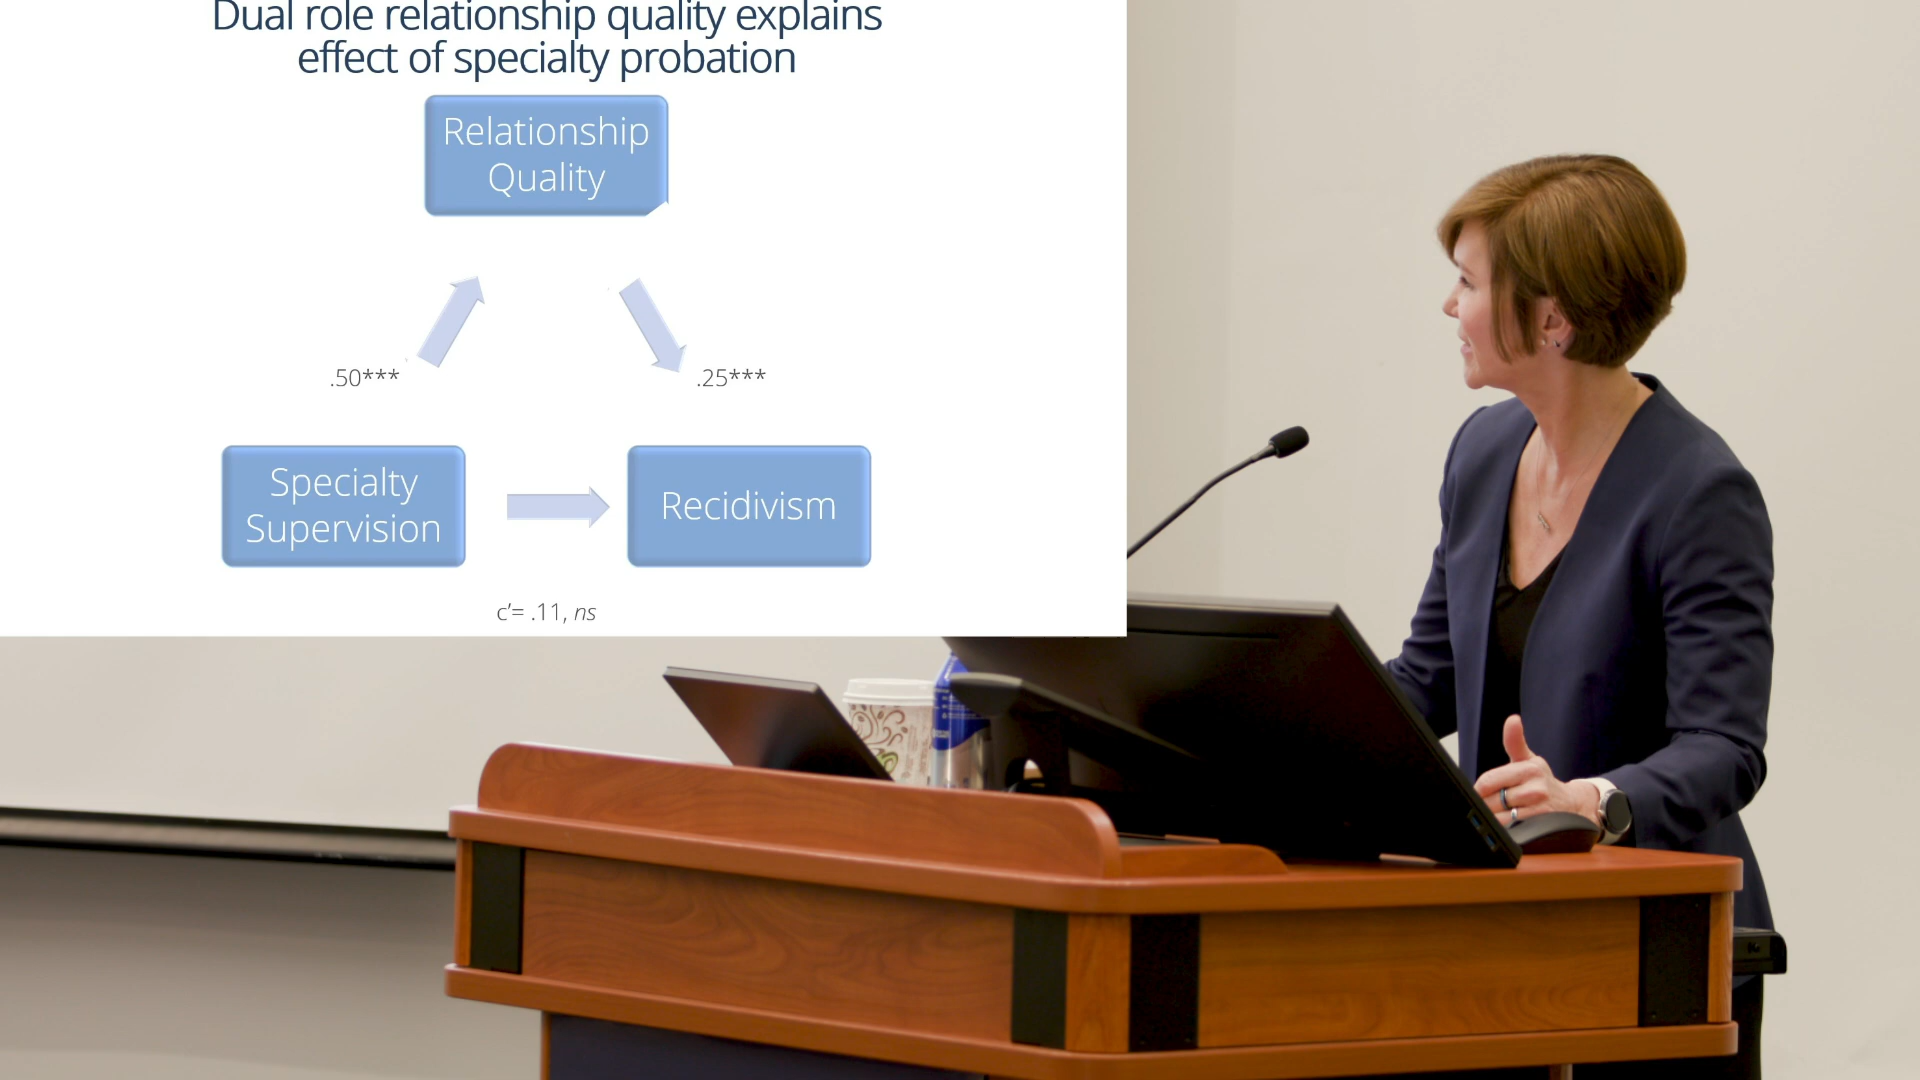 Dual role relationship quality explains
effect of specialty probation
Relationship
Quality
.50***
.25***
Specialty
Supervision
Recidivism
c’= .11, ns